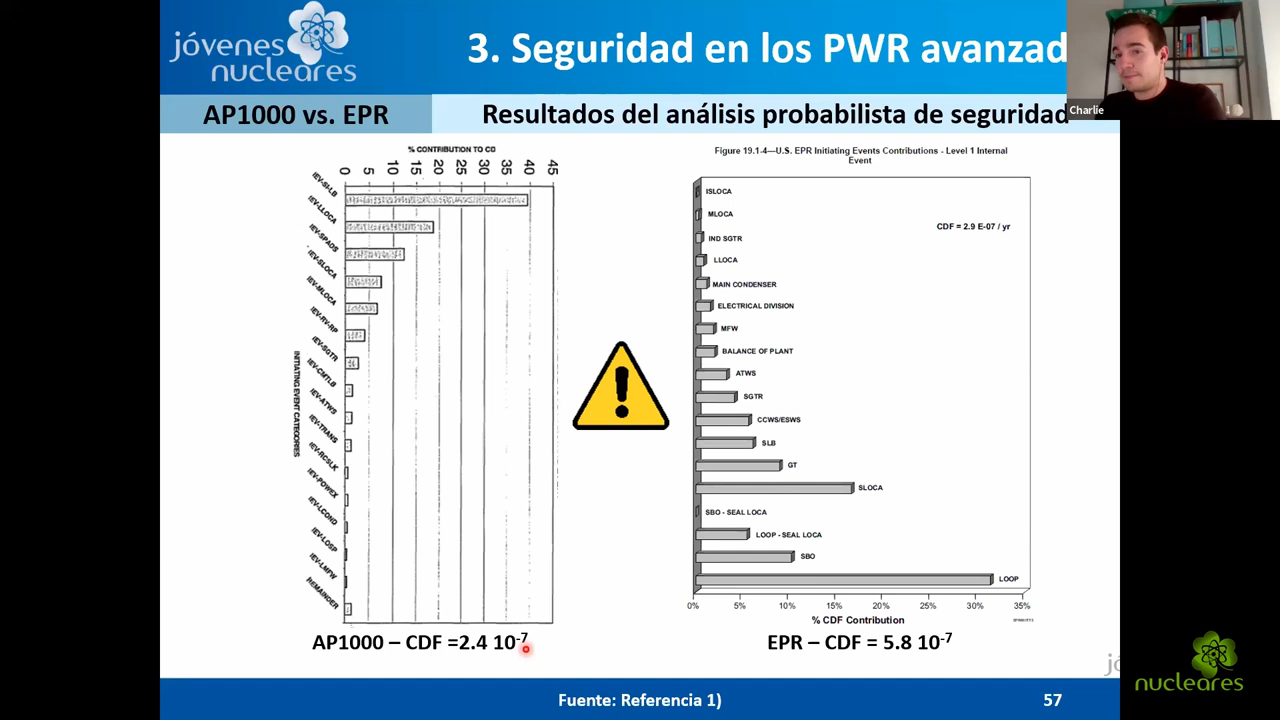 jóvenes
nucleares
3. Seguridad en los PWR avanzad
Charlie
AP1000 vs. EPR
Resultados del análisis probabilista de seguridad
% CONTRIBUTION TO CD
0 5 10 15 20 25 30 35 40 45
IEV-SI-LB
IEV-LLOCA
IEV-SPADS
IEV-SLOCA
IEV-MLOCA
IEV-RV-RP
IEV-SGTR
IEV-CMTLB
IEV-ATWS
IEV-TRANS
IEV-RCSLK
IEV-POWEX
IEV-LCOND
IEV-LOSP
IEV-LMFW
REMAINDER
INITIATING EVENT CATEGORIES
AP1000 – CDF =2.4 10-7
Figure 19.1-4—U.S. EPR Initiating Events Contributions - Level 1 Internal
Event
CDF = 2.9 E-07 / yr
ISLOCA
MLOCA
IND SGTR
LLOCA
MAIN CONDENSER
ELECTRICAL DIVISION
MFW
BALANCE OF PLANT
ATWS
SGTR
CCWS/ESWS
SLB
GT
SLOCA
SBO - SEAL LOCA
LOOP - SEAL LOCA
SBO
LOOP
0% 5% 10% 15% 20% 25% 30% 35%
% CDF Contribution
EPR – CDF = 5.8 10-7
Fuente: Referencia 1)
57
nucleares